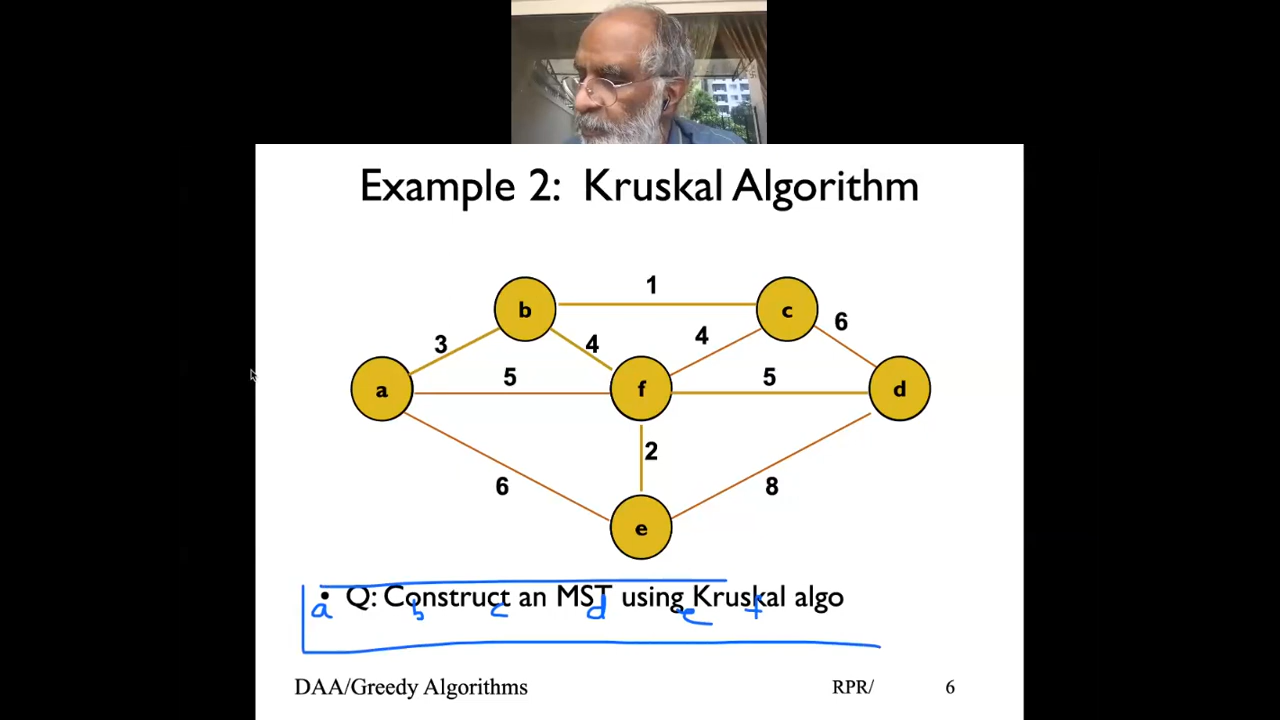 Example 2: Kruskal Algorithm
1
b c
3 4 4 6
5 5
a f d
2
6 8
e
• Q: Construct an MST using Kruskal algo
a b c d e f
DAA/Greedy Algorithms RPR/ 6